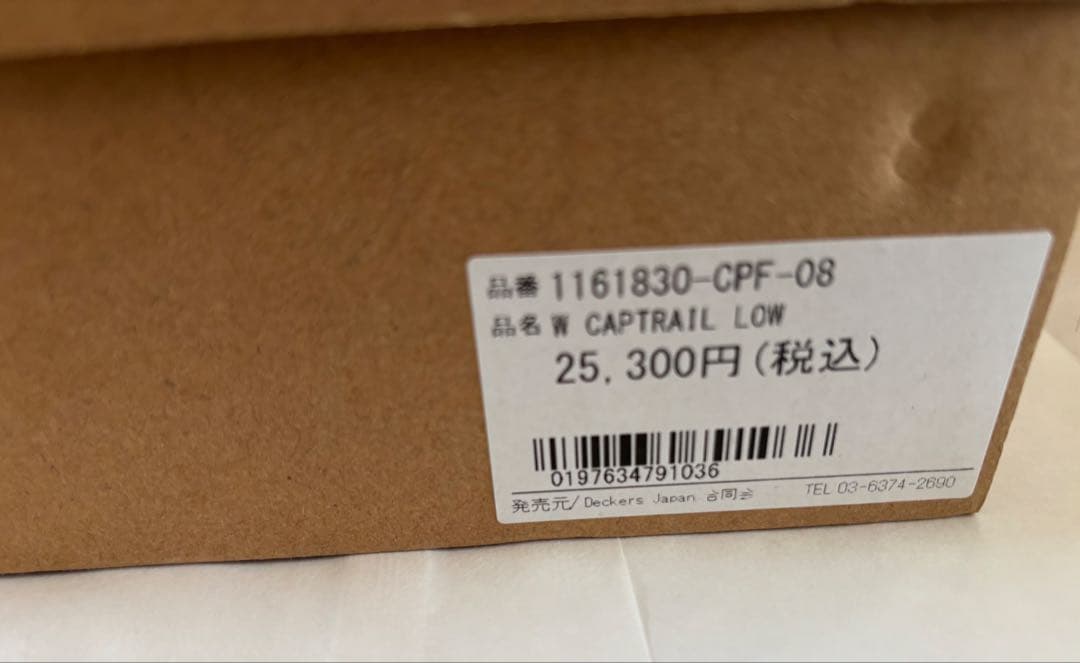 品番 1161830-CPF-08
品名 W CAPTRAIL LOW
25,300円(税込)
0197634791036
発売元/Deckers Japan 合同会
TEL 03-6374-2690